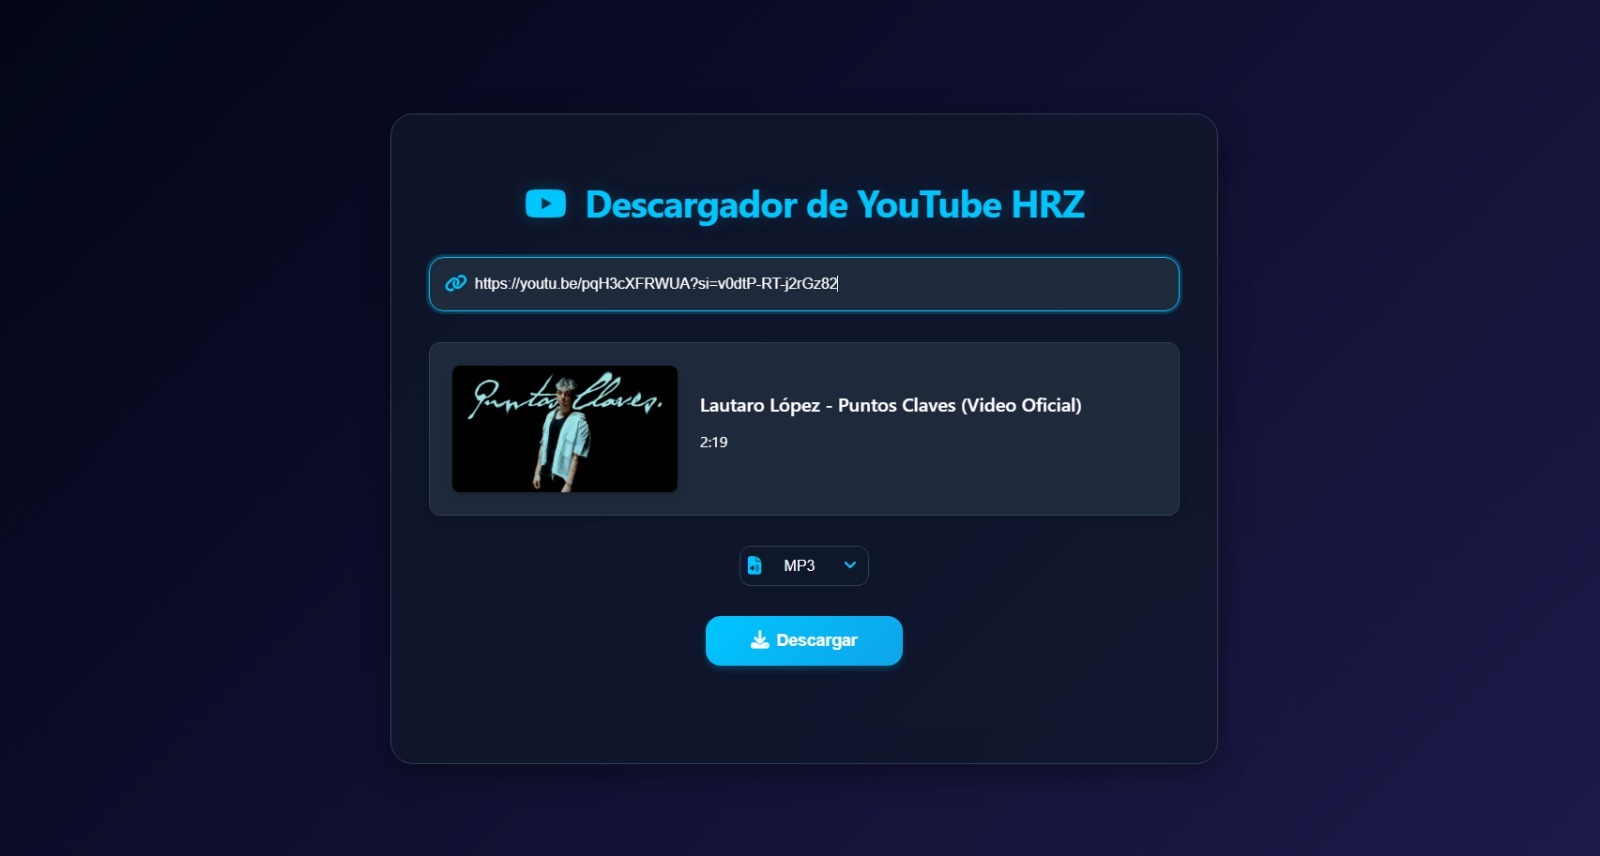 Descargador de YouTube HRZ
https://youtu.be/pqH3cXFRWUA?si=v0dtP-RT-j2rGz82
Puntos Claves.
Lautaro López - Puntos Claves (Video Oficial)
2:19
MP3
Descargar